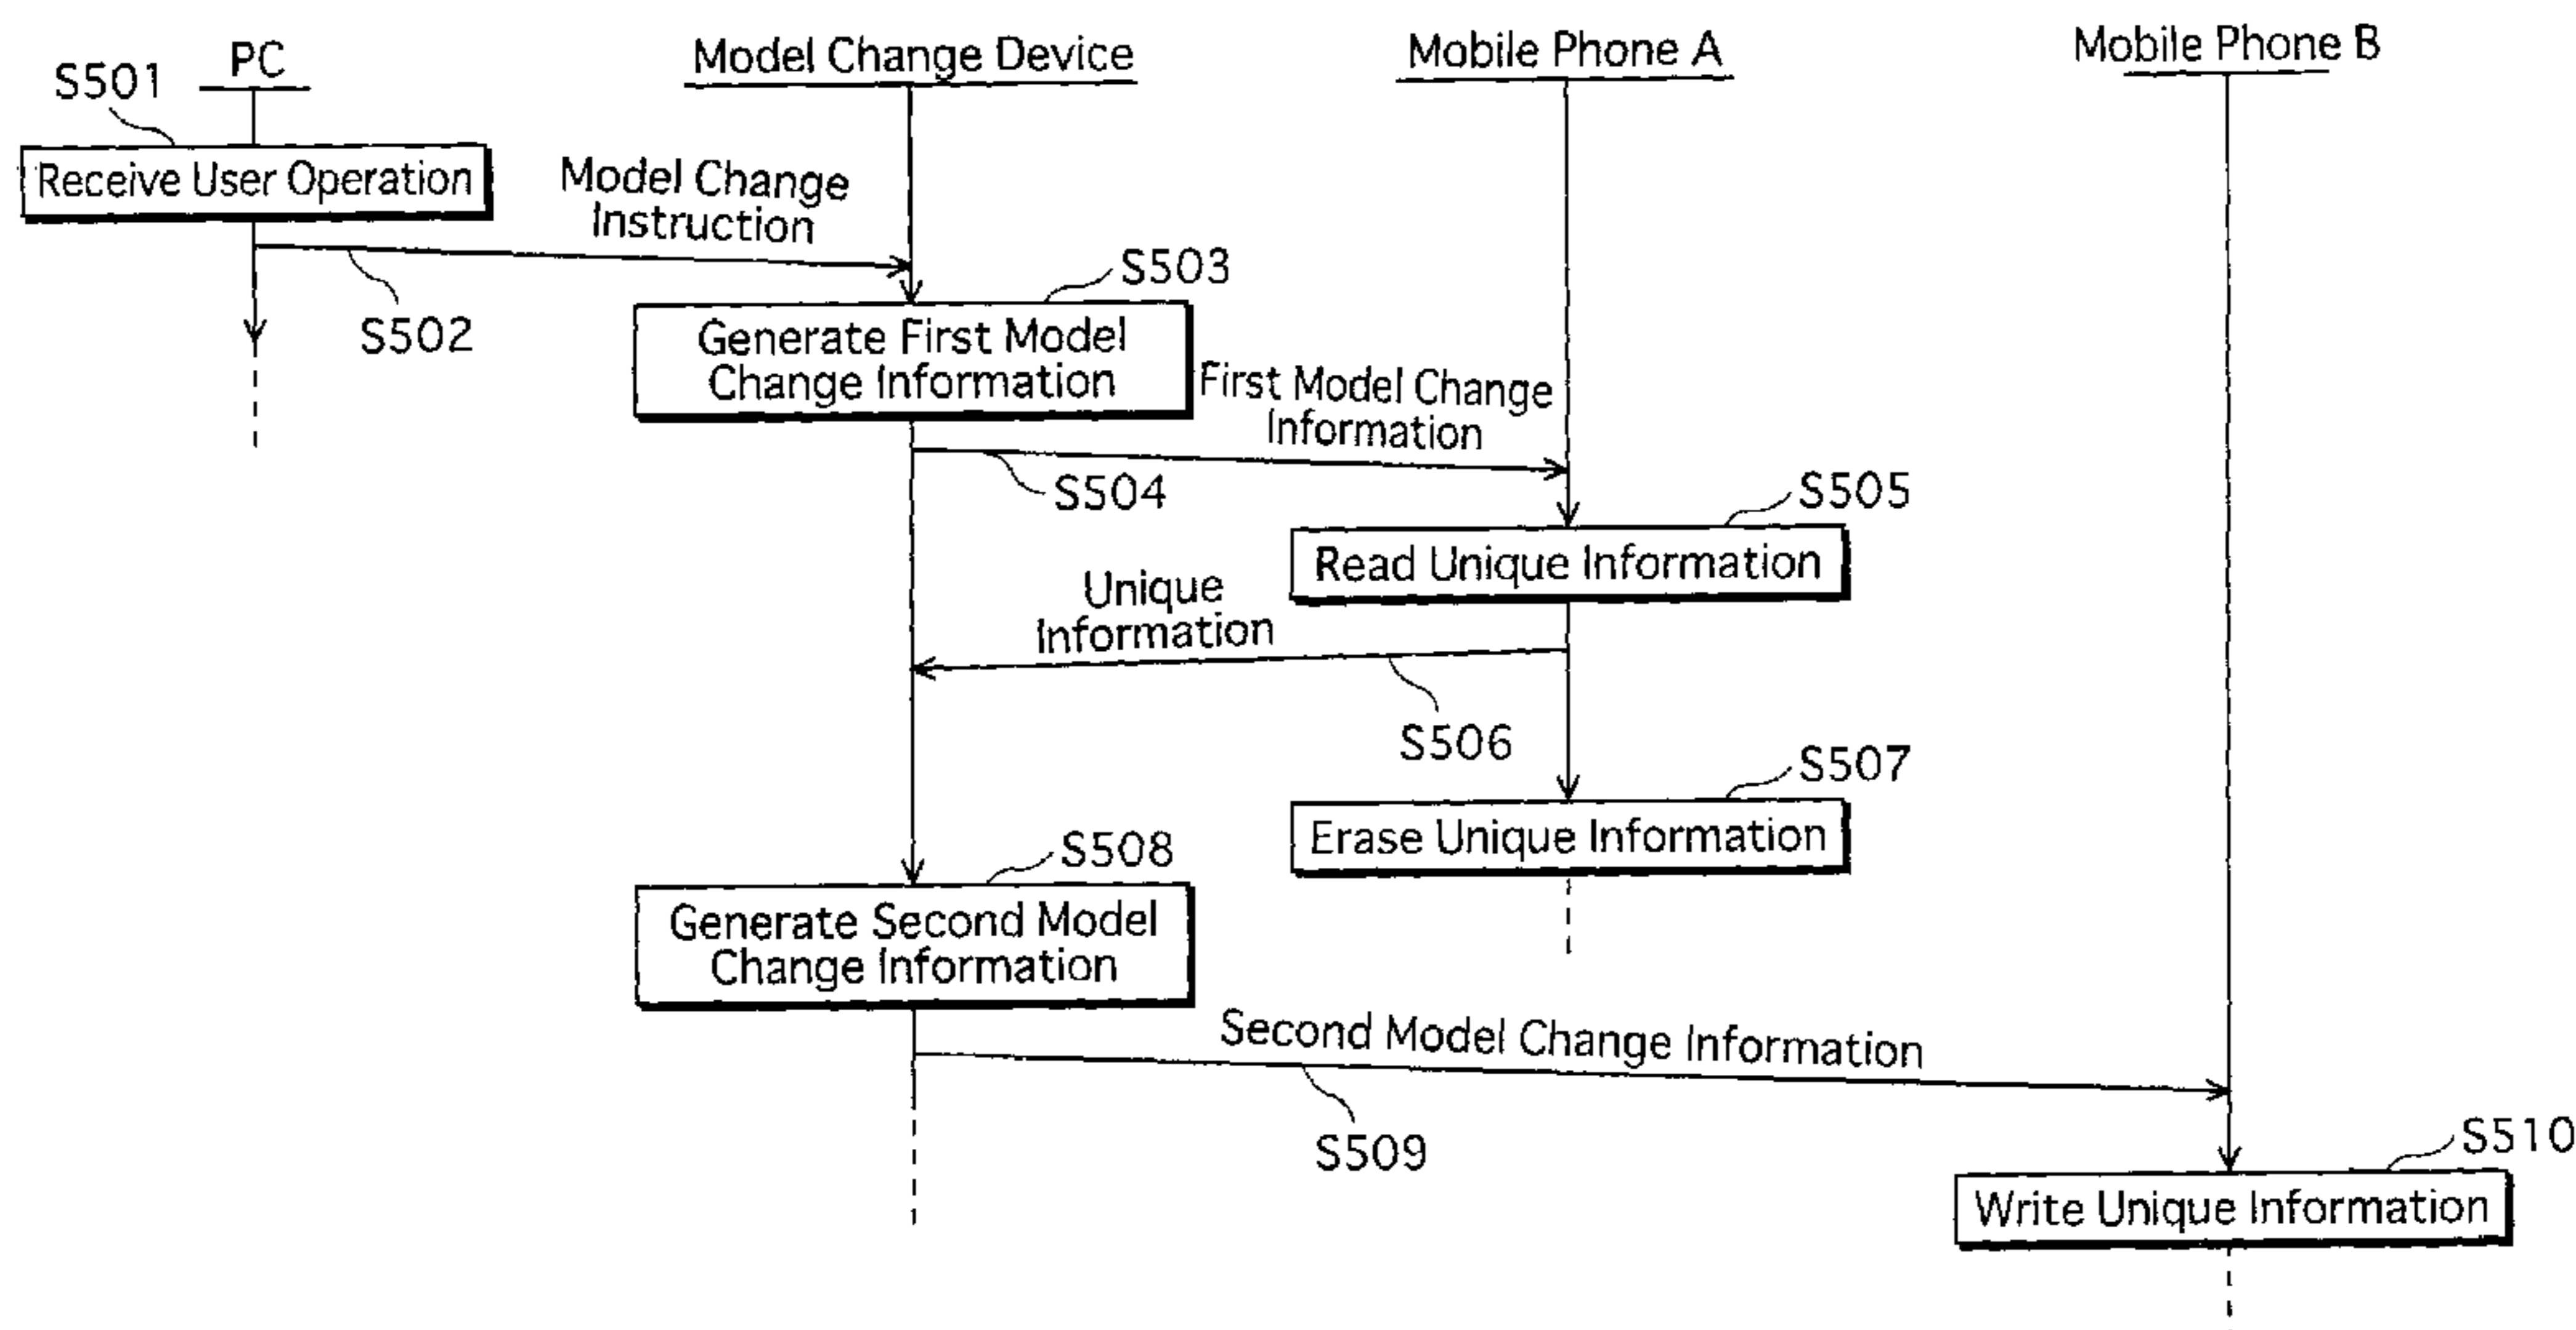 PC
Model Change Device
Mobile Phone A
Mobile Phone B
S501
Receive User Operation
Model Change
Instruction
S502
S503
Generate First Model
Change Information
First Model Change
Information
S504
S505
Read Unique Information
Unique
Information
S506
S507
Erase Unique Information
S508
Generate Second Model
Change Information
Second Model Change Information
S509
S510
Write Unique Information